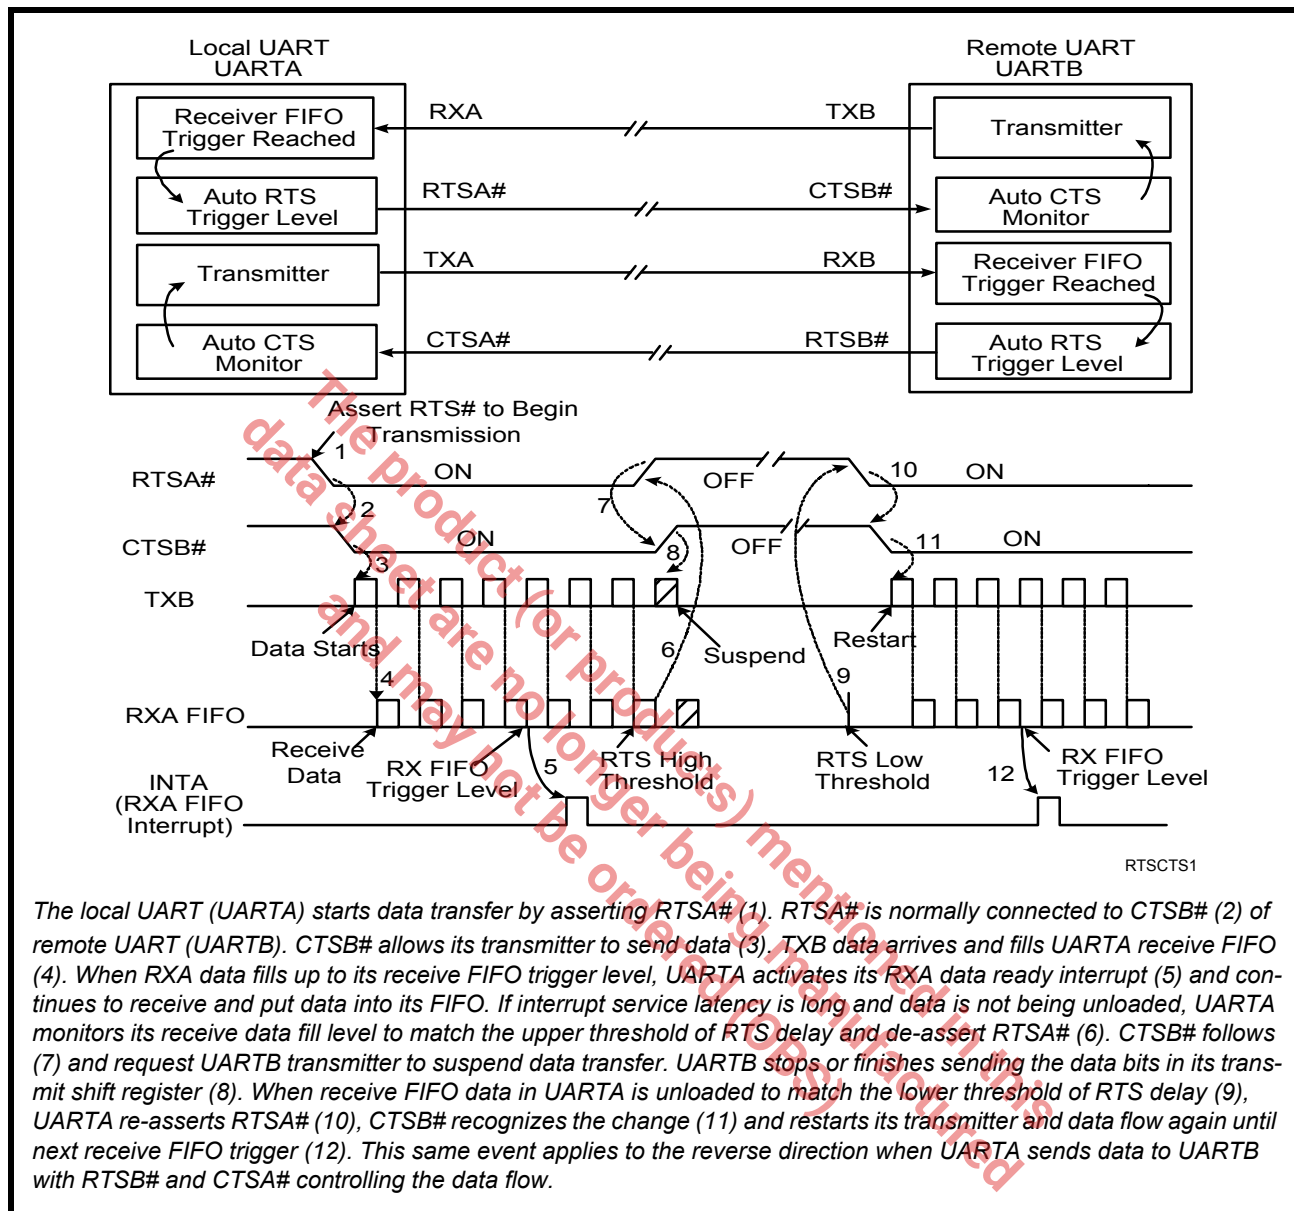 Local UART
UARTA
Remote UART
UARTB
Receiver FIFO
Trigger Reached
RXA
TXB
Transmitter
Auto RTS
Trigger Level
RTSA#
CTSB#
Auto CTS
Monitor
Transmitter
TXA
RXB
Receiver FIFO
Trigger Reached
Auto CTS
Monitor
CTSA#
RTSB#
Auto RTS
Trigger Level
Assert RTS# to Begin
Transmission
1
RTSA#
ON
OFF
10
ON
2
7
CTSB#
ON
8
OFF
11
ON
3
TXB
Data Starts
6
Suspend
Restart
4
9
RXA FIFO
Receive
Data
RX FIFO
Trigger Level
5
RTS High
Threshold
RTS Low
Threshold
12
RX FIFO
Trigger Level
INTA
(RXA FIFO
Interrupt)
RTSCTS1
The local UART (UARTA) starts data transfer by asserting RTSA# (1). RTSA# is normally connected to CTSB# (2) of
remote UART (UARTB). CTSB# allows its transmitter to send data (3). TXB data arrives and fills UARTA receive FIFO
(4). When RXA data fills up to its receive FIFO trigger level, UARTA activates its RXA data ready interrupt (5) and con-
tinues to receive and put data into its FIFO. If interrupt service latency is long and data is not being unloaded, UARTA
monitors its receive data fill level to match the upper threshold of RTS delay and de-assert RTSA# (6). CTSB# follows
(7) and request UARTB transmitter to suspend data transfer. UARTB stops or finishes sending the data bits in its trans-
mit shift register (8). When receive FIFO data in UARTA is unloaded to match the lower threshold of RTS delay (9),
UARTA re-asserts RTSA# (10), CTSB# recognizes the change (11) and restarts its transmitter and data flow again until
next receive FIFO trigger (12). This same event applies to the reverse direction when UARTA sends data to UARTB
with RTSB# and CTSA# controlling the data flow.
The product (or products) mentioned in this
data sheet are no longer being manufactured
and may not be ordered (OBS)